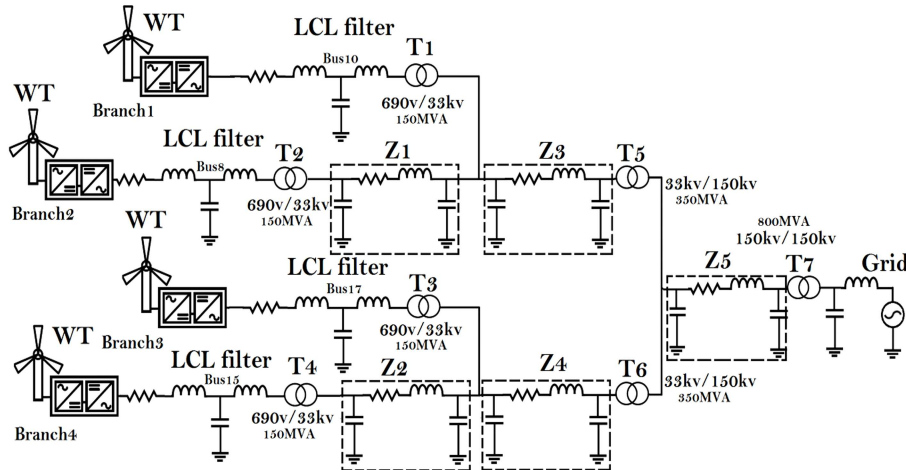 WT
LCL filter
T1
Bus10
690v/33kv
150MVA
Branch1
WT
LCL filter
Bus8
T2
Z1
Z3
T5
690v/33kv
150MVA
33kv/150kv
350MVA
Branch2
WT
LCL filter
Bus17
T3
800MVA
150kv/150kv
Z5
T7
Grid
690v/33kv
150MVA
Branch3
WT
LCL filter
Bus15
T4
Z2
Z4
T6
690v/33kv
150MVA
33kv/150kv
350MVA
Branch4